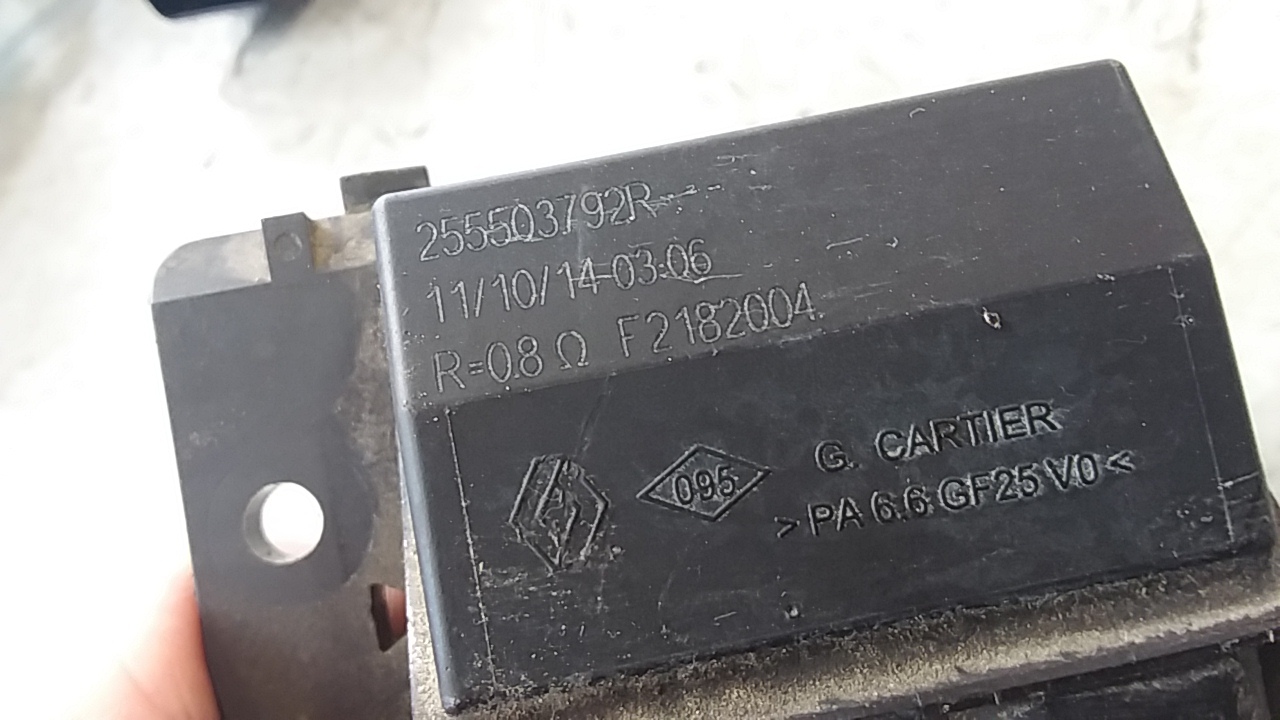 255503792R
11/10/14-03:06
R=0.8 Ω F2182004
095
G. CARTIER
>PA 6.6 GF25 V0<